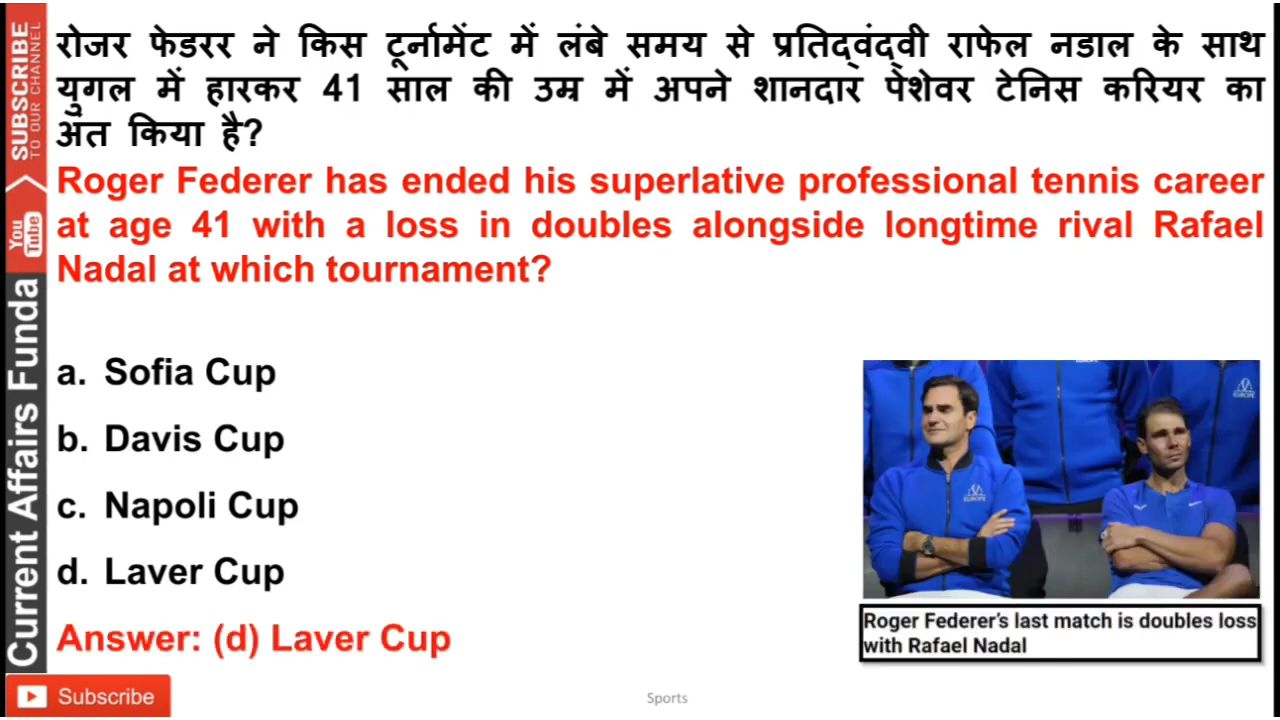 रोजर फेडरर ने किस टूर्नामेंट में लंबे समय से प्रतिद्वंद्वी राफेल नडाल के साथ
युगल में हारकर 41 साल की उम्र में अपने शानदार पेशेवर टेनिस करियर का
अंत किया है?
Roger Federer has ended his superlative professional tennis career
at age 41 with a loss in doubles alongside longtime rival Rafael
Nadal at which tournament?
a. Sofia Cup
b. Davis Cup
c. Napoli Cup
d. Laver Cup
Answer: (d) Laver Cup
EUROPE
EUROPE
Roger Federer's last match is doubles loss
with Rafael Nadal
Sports
SUBSCRIBE
TO OUR CHANNEL
You
Tube
Current Affairs Funda
Subscribe